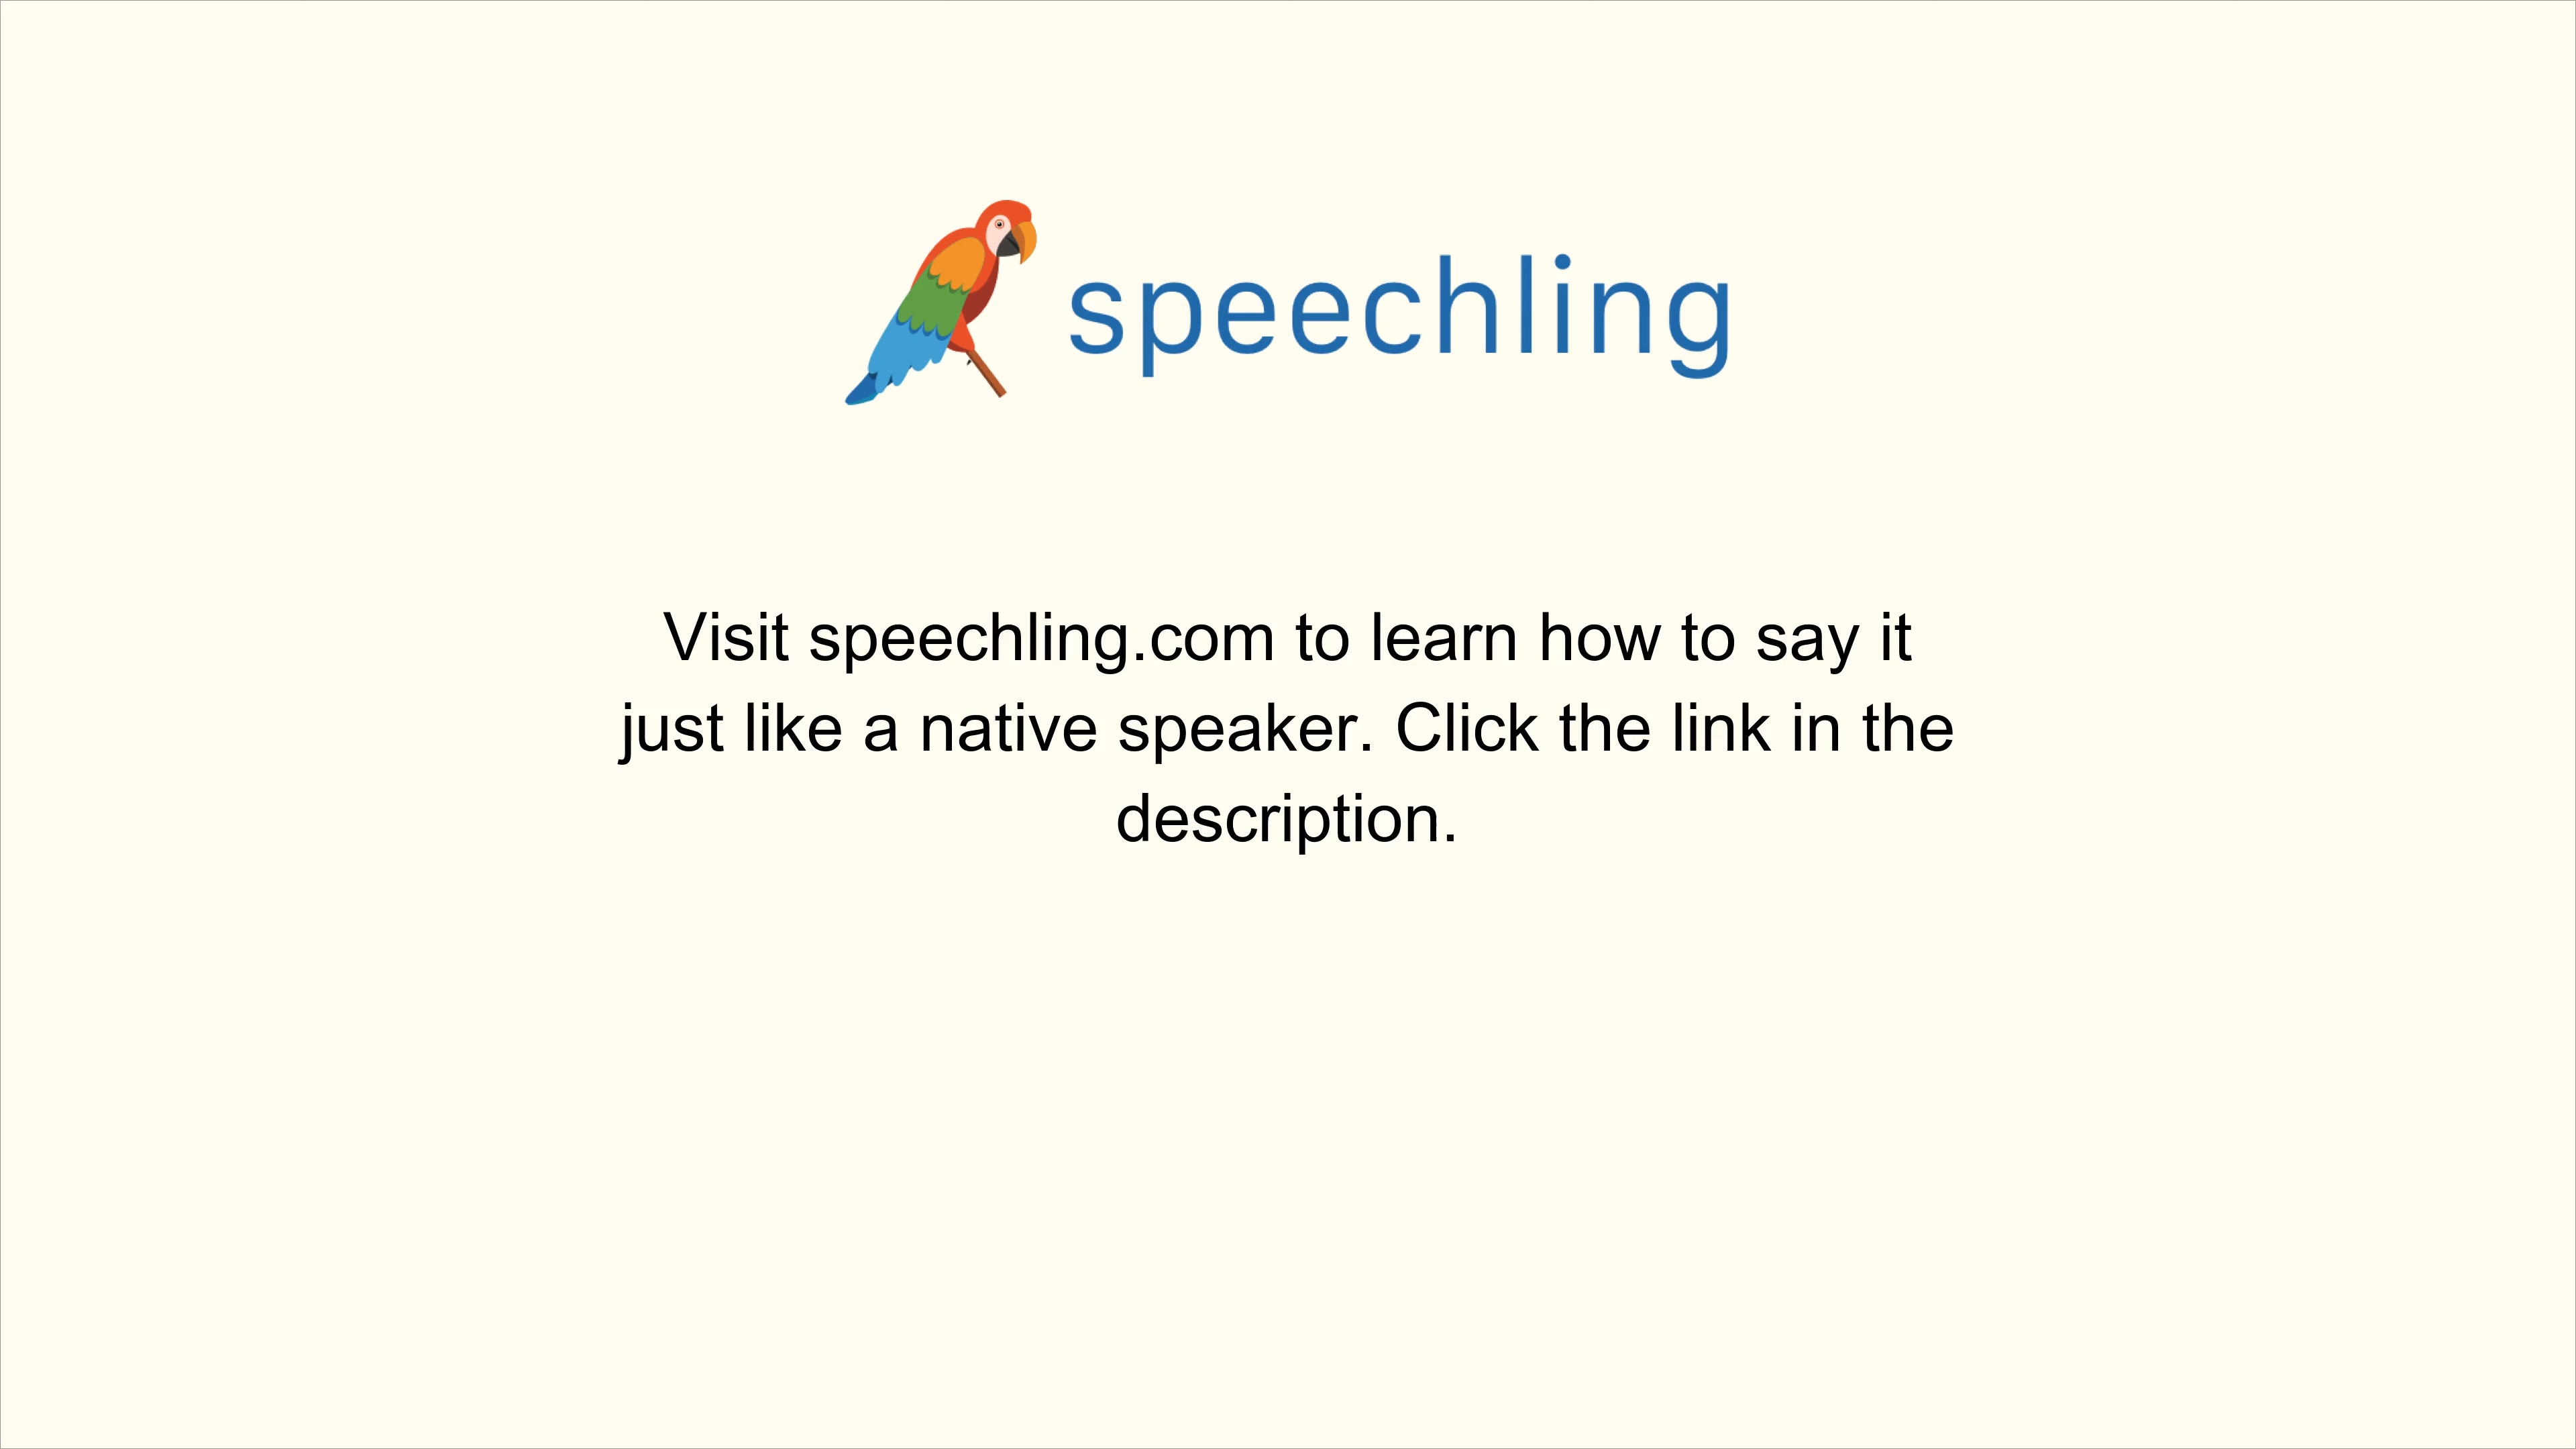 speechling
Visit speechling.com to learn how to say it
just like a native speaker. Click the link in the
description.